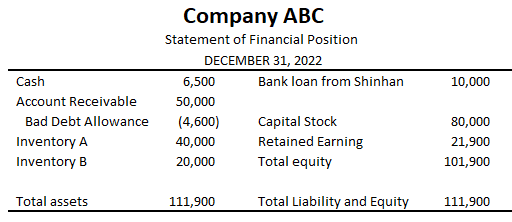 Company ABC
Statement of Financial Position
DECEMBER 31, 2022
Cash 6,500 Bank loan from Shinhan 10,000
Account Receivable 50,000
Bad Debt Allowance (4,600) Capital Stock 80,000
Inventory A 40,000 Retained Earning 21,900
Inventory B 20,000 Total equity 101,900
Total assets 111,900 Total Liability and Equity 111,900